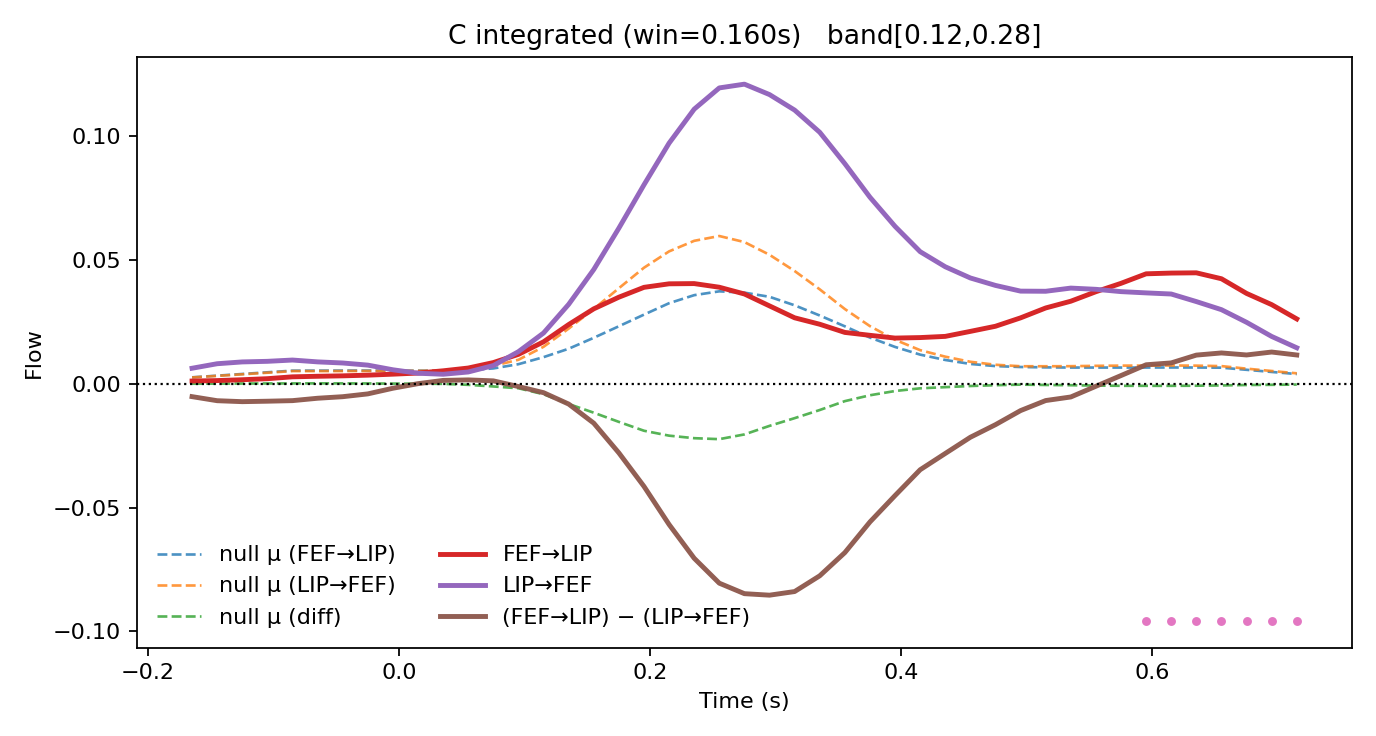 C integrated (win=0.160s)   band[0.12,0.28]
0.10
0.05
0.00
−0.05
−0.10
Flow
null μ (FEF→LIP)
null μ (LIP→FEF)
null μ (diff)
FEF→LIP
LIP→FEF
(FEF→LIP) − (LIP→FEF)
−0.2 0.0 0.2 0.4 0.6
Time (s)